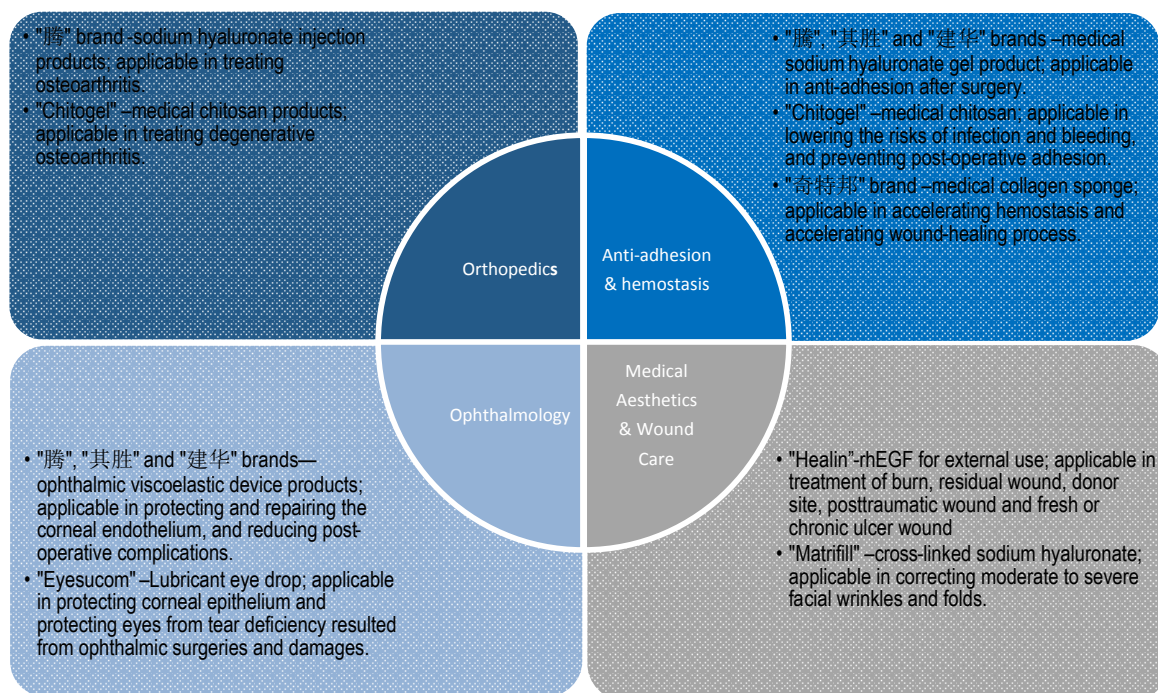 • "腾" brand -sodium hyaluronate injection
products; applicable in treating
osteoarthritis.
• "Chitogel" –medical chitosan products;
applicable in treating degenerative
osteoarthritis.
• "騰", "其胜" and "建华" brands –medical
sodium hyaluronate gel product; applicable
in anti-adhesion after surgery.
• "Chitogel" –medical chitosan; applicable in
lowering the risks of infection and bleeding,
and preventing post-operative adhesion.
• "奇特邦" brand –medical collagen sponge;
applicable in accelerating hemostasis and
accelerating wound-healing process.
Orthopedics
Anti-adhesion
& hemostasis
Ophthalmology
Medical
Aesthetics
& Wound
Care
• "腾", "其胜" and "建华" brands—
ophthalmic viscoelastic device products;
applicable in protecting and repairing the
corneal endothelium, and reducing post-
operative complications.
• "Eyesucom" –Lubricant eye drop; applicable
in protecting corneal epithelium and
protecting eyes from tear deficiency resulted
from ophthalmic surgeries and damages.
• "Healin”-rhEGF for external use; applicable in
treatment of burn, residual wound, donor
site, posttraumatic wound and fresh or
chronic ulcer wound
• "Matrifill" –cross-linked sodium hyaluronate;
applicable in correcting moderate to severe
facial wrinkles and folds.